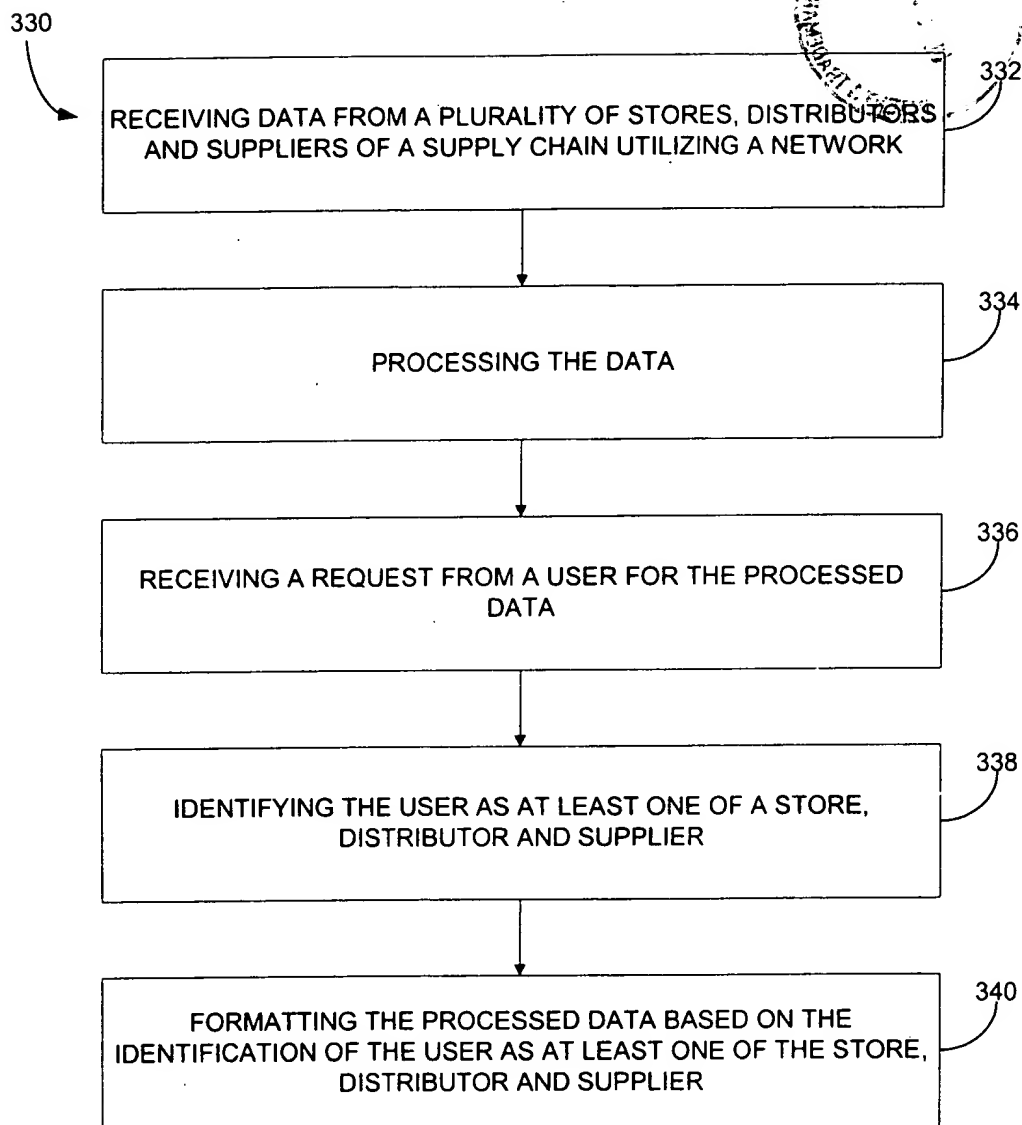 330
332
RECEIVING DATA FROM A PLURALITY OF STORES, DISTRIBUTORS
AND SUPPLIERS OF A SUPPLY CHAIN UTILIZING A NETWORK
334
PROCESSING THE DATA
336
RECEIVING A REQUEST FROM A USER FOR THE PROCESSED
DATA
338
IDENTIFYING THE USER AS AT LEAST ONE OF A STORE,
DISTRIBUTOR AND SUPPLIER
340
FORMATTING THE PROCESSED DATA BASED ON THE
IDENTIFICATION OF THE USER AS AT LEAST ONE OF THE STORE,
DISTRIBUTOR AND SUPPLIER